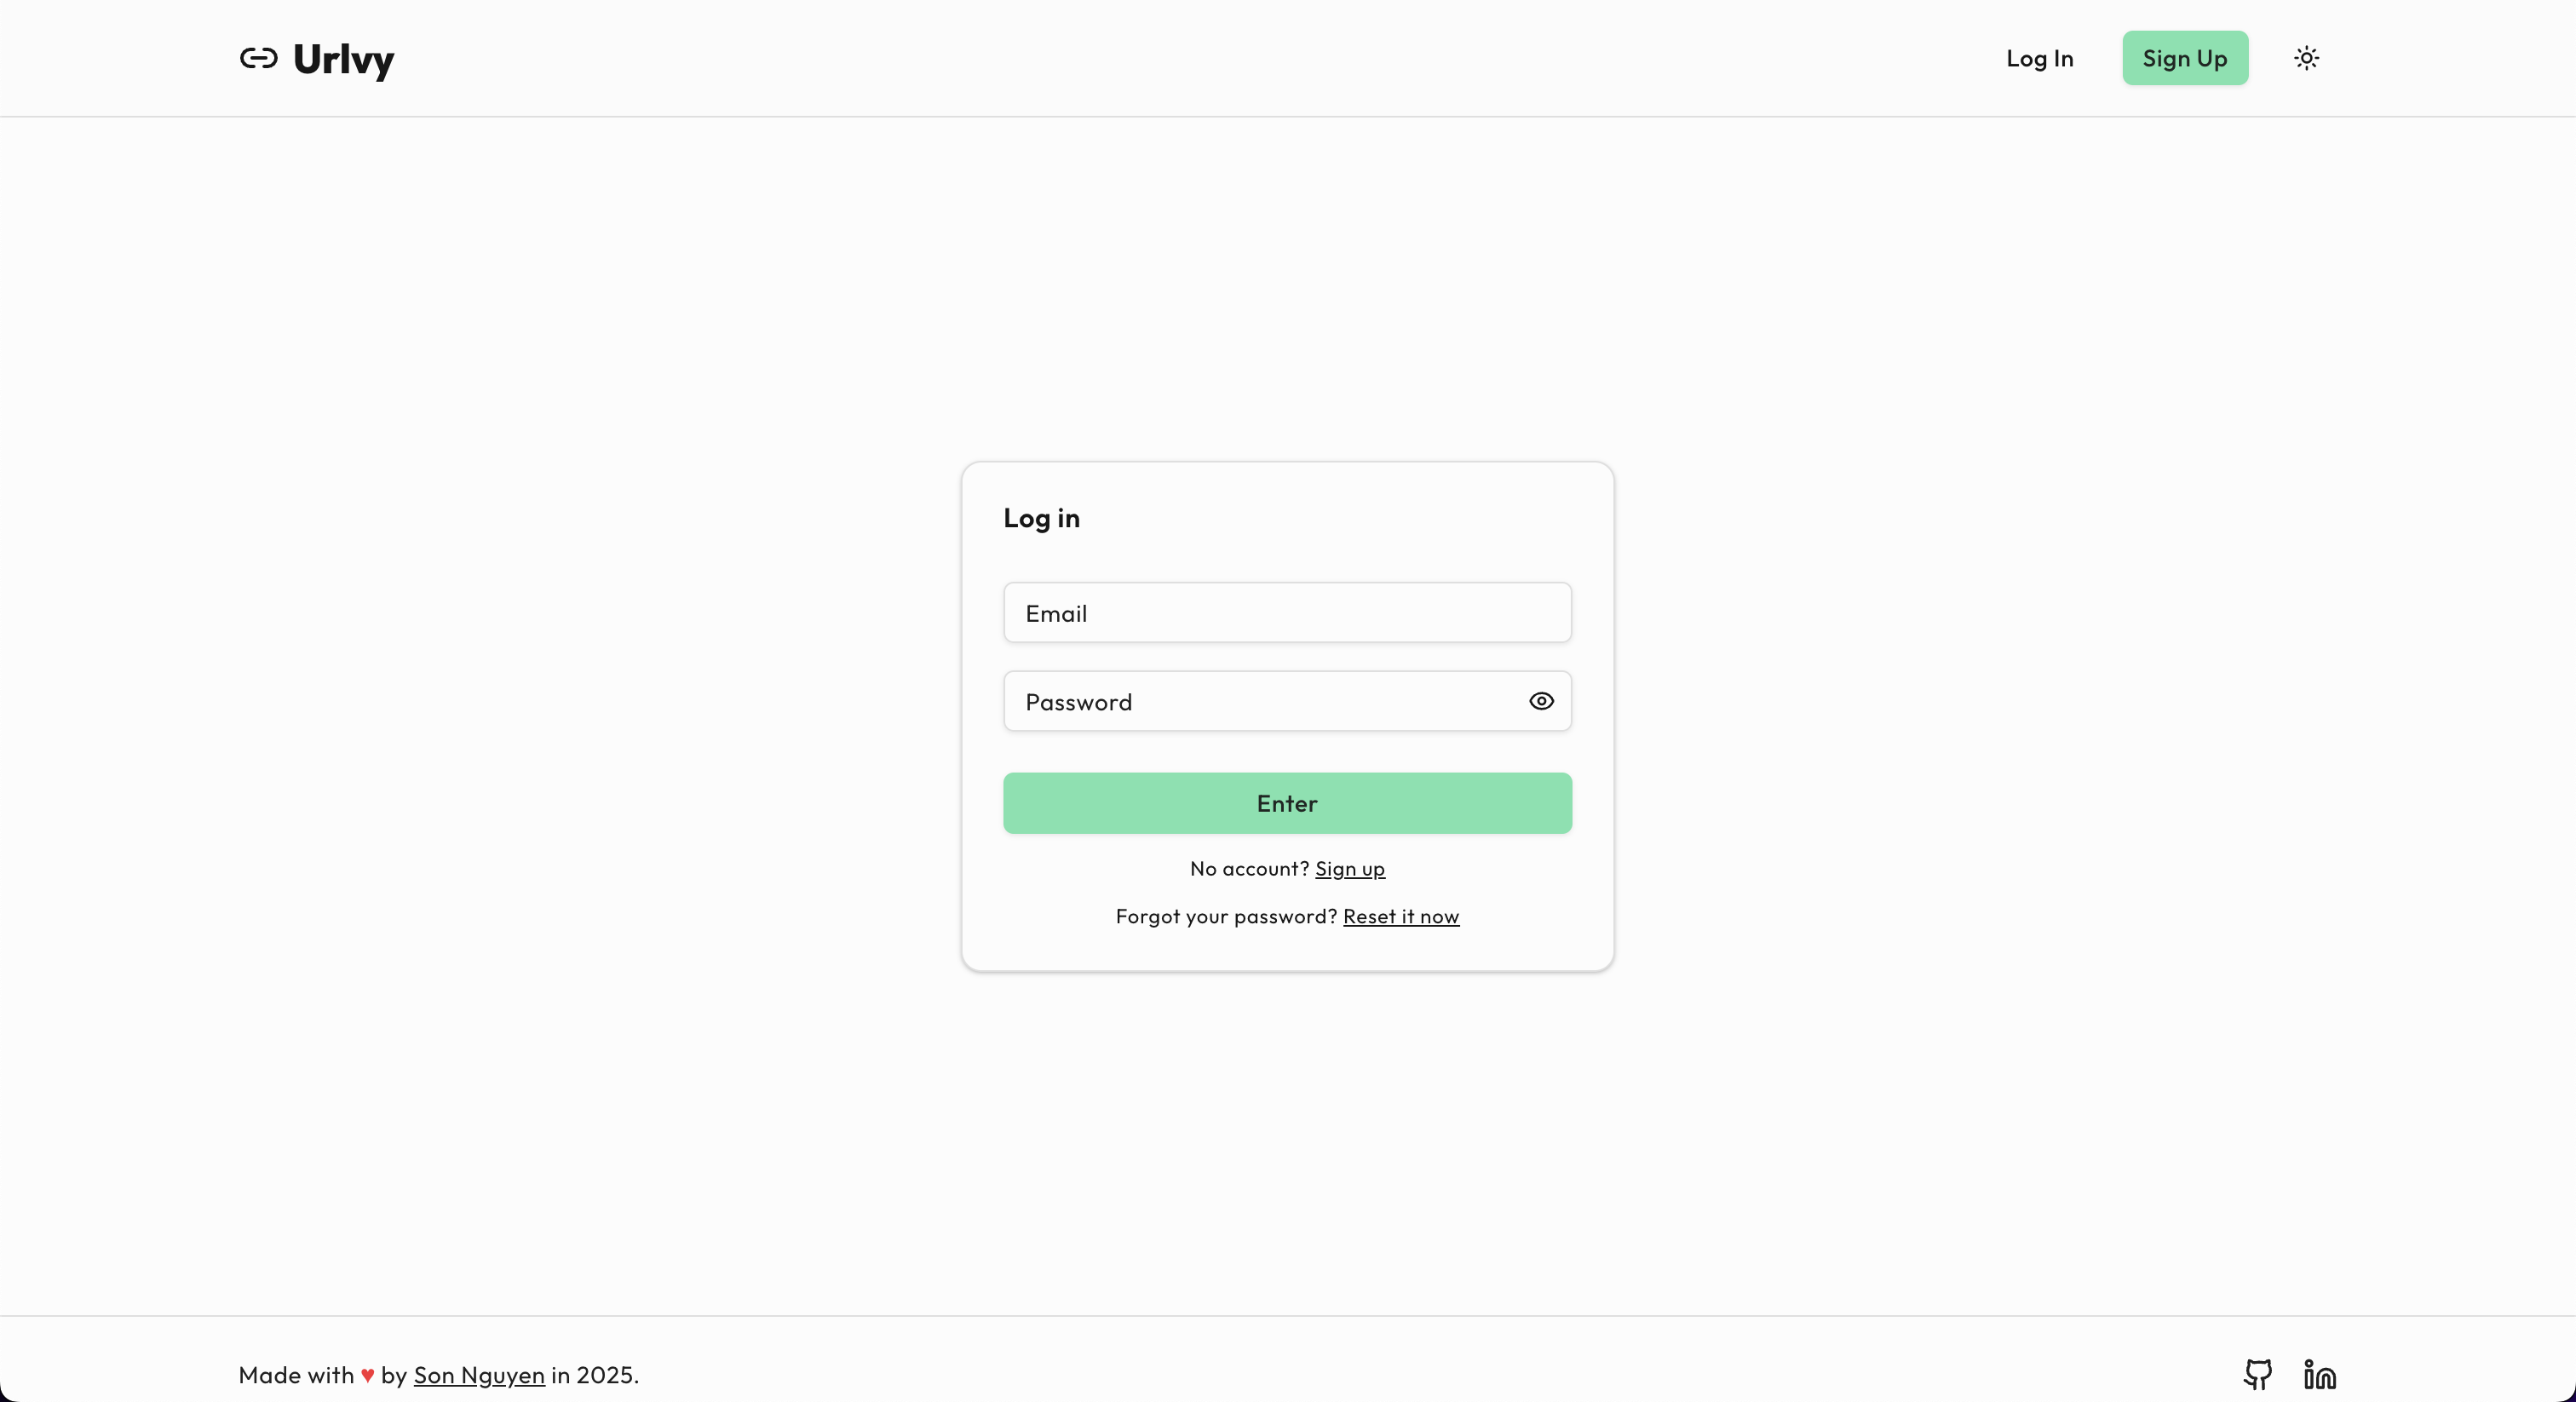 Urlvy
Log In
Sign Up
Log in
Email
Password
Enter
No account? Sign up
Forgot your password? Reset it now
Made with ♥ by Son Nguyen in 2025.